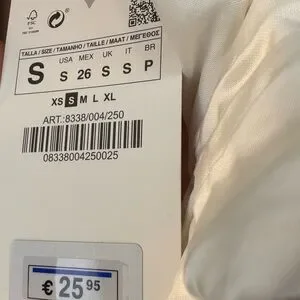 FSC
TALLA / SIZE / TAMANHO / TAILLE / MAAT / ΜΕΓΕΘΟΣ
S
USA MEX UK IT BR
S 26 S S P
XS S M L XL
ART.:8338/004/250
08338004250025
€ 25 95